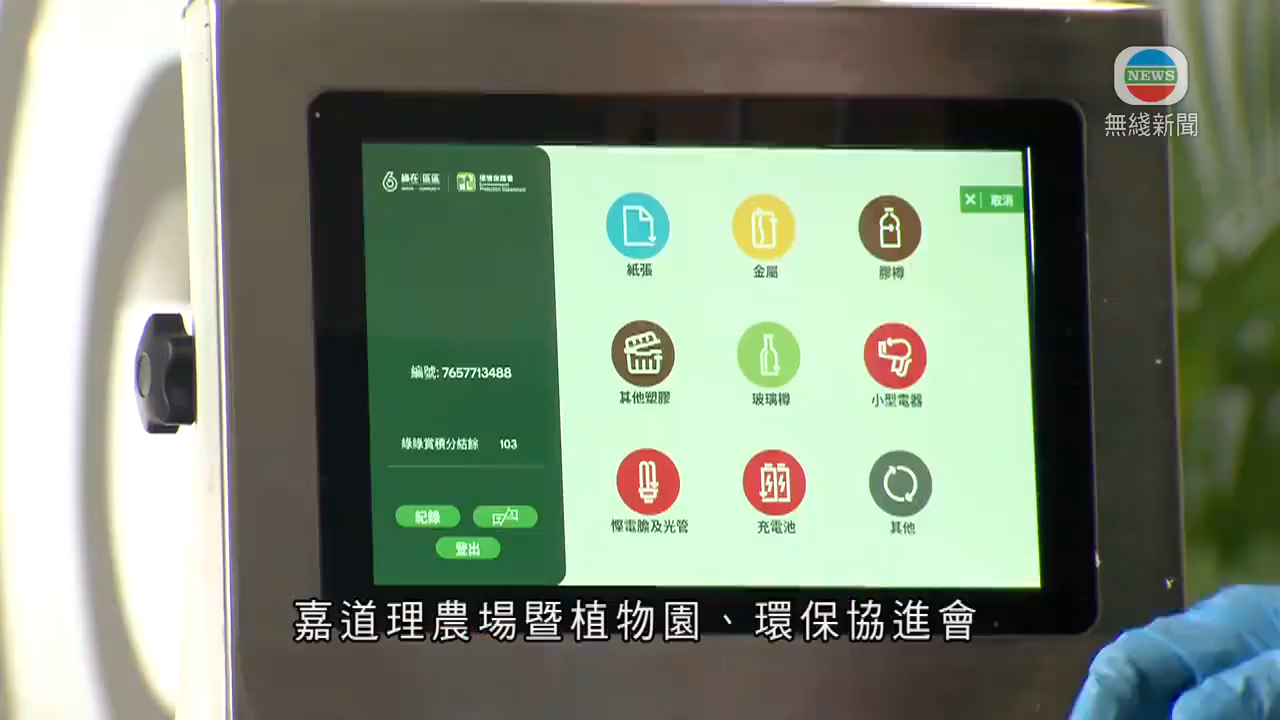 NEWS
無綫新聞
綠在區區
環境保護署
Environmental
Protection Department
取消
紙張
金屬
膠樽
編號: 7657713488
其他塑膠
玻璃樽
小型電器
綠綠賞積分結餘 103
紀錄
登出
慳電膽及光管
充電池
其他
嘉道理農場暨植物園、環保協進會